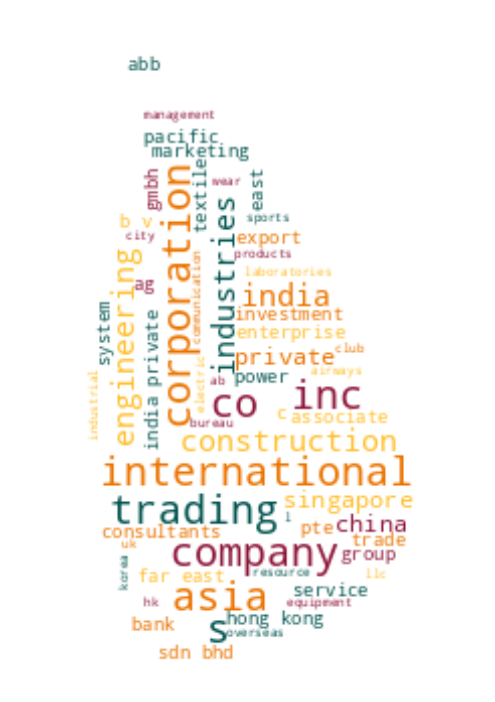 abb
management
pacific
marketing
gmbh
corporation
textile
wear
east
b v
sports
city
industries
export
engineering
communication
products
ag
laboratories
india
system
india private
investment
enterprise
private
club
electric
airways
industrial
ab
power
co
inc
c
associate
bureau
construction
international
trading
singapore
l
consultants
pte
china
trade
uk
company
group
korea
far east
resource
llc
asia
service
hk
equipment
bank
s
hong kong
overseas
sdn bhd